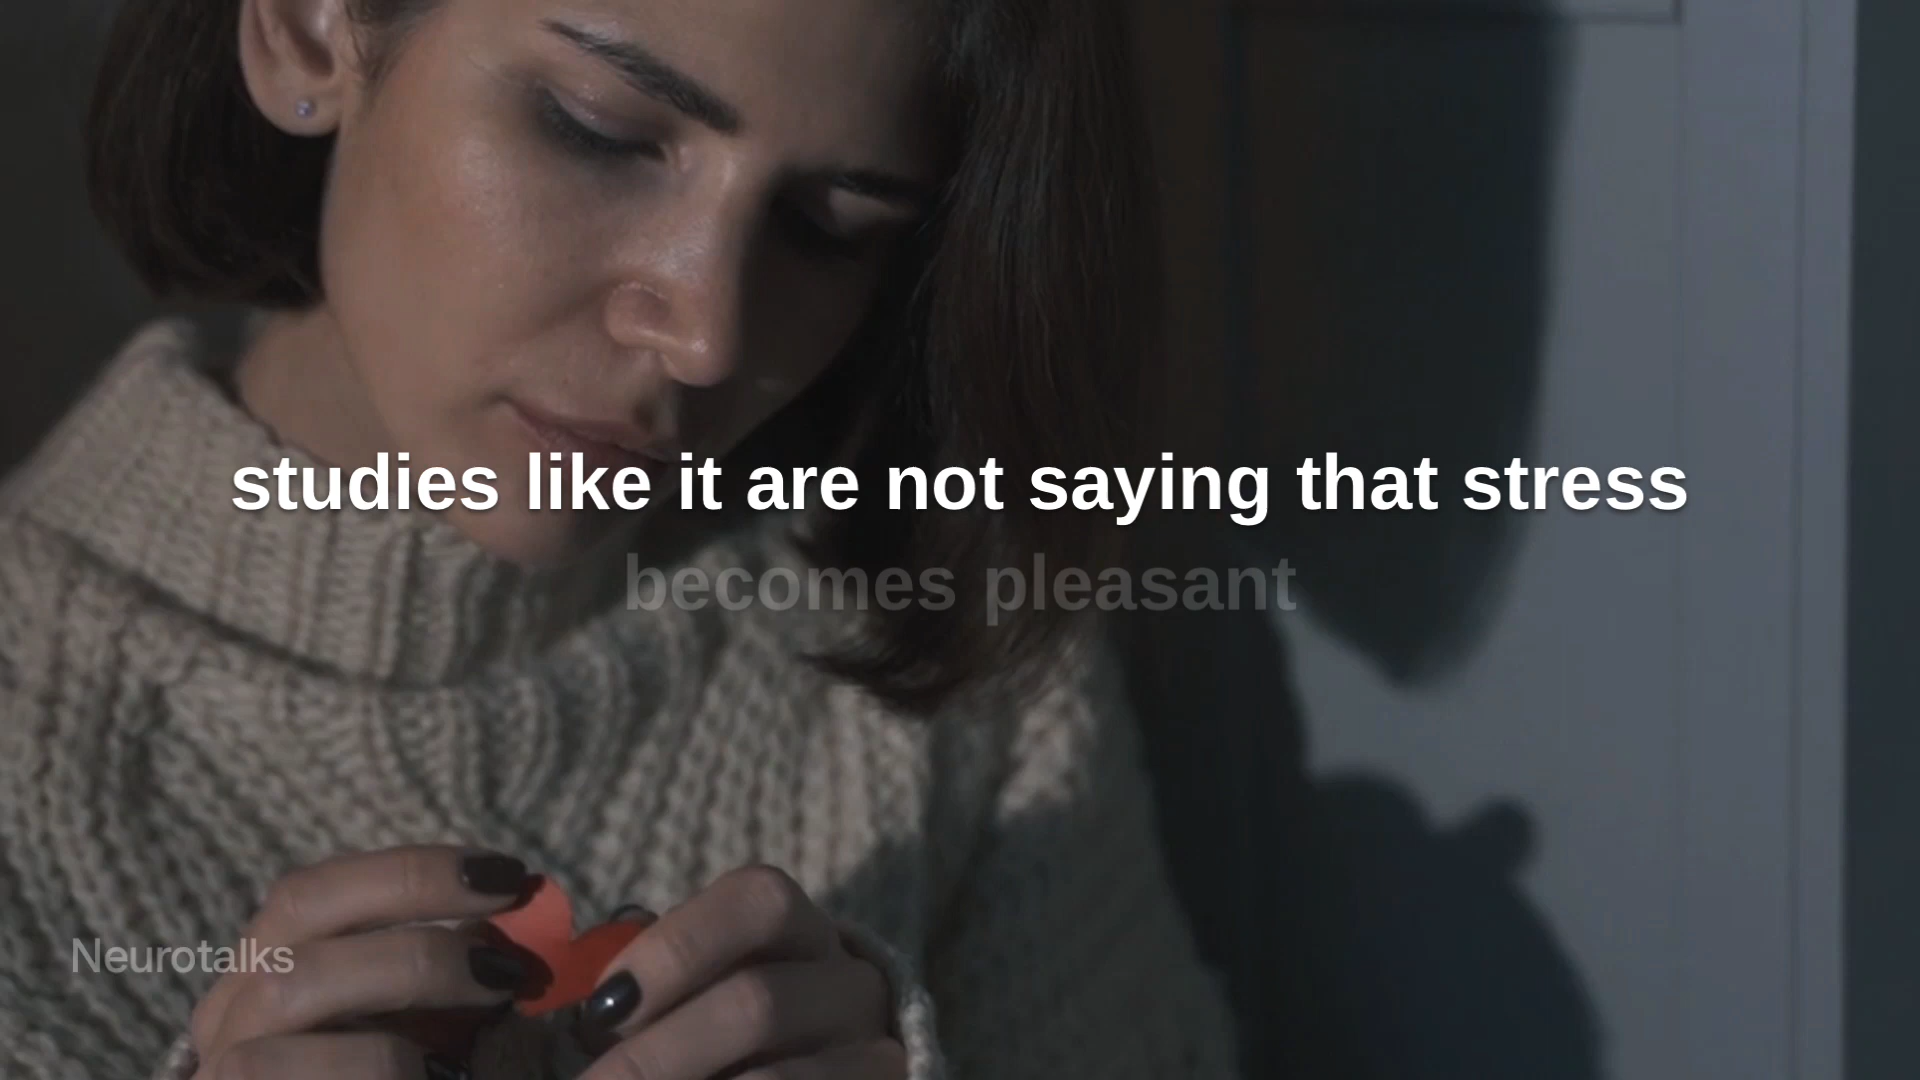 studies like it are not saying that stress
becomes pleasant
Neurotalks